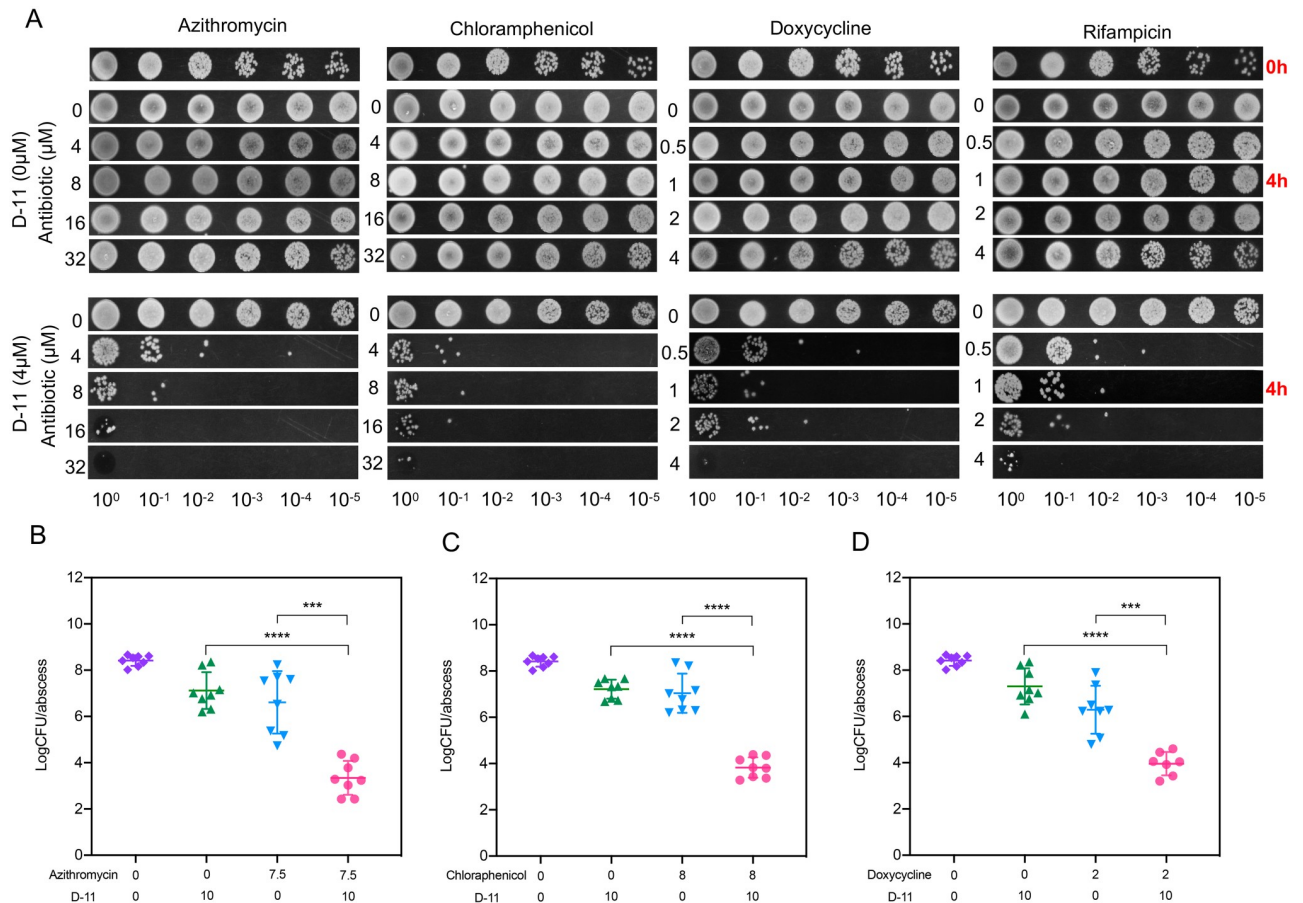 A
Azithromycin Chloramphenicol Doxycycline Rifampicin
0h
D-11 (0μM)
Antibiotic (μM)
0 0 0 0
4 4 0.5 0.5
8 8 1 1 4h
16 16 2 2
32 32 4 4
D-11 (4μM)
Antibiotic (μM)
0 0 0 0
4 4 0.5 0.5
8 8 1 1 4h
16 16 2 2
32 32 4 4
10⁰ 10⁻¹ 10⁻² 10⁻³ 10⁻⁴ 10⁻⁵ 10⁰ 10⁻¹ 10⁻² 10⁻³ 10⁻⁴ 10⁻⁵ 10⁰ 10⁻¹ 10⁻² 10⁻³ 10⁻⁴ 10⁻⁵ 10⁰ 10⁻¹ 10⁻² 10⁻³ 10⁻⁴ 10⁻⁵
B
LogCFU/abscess
12
10
8
6
4
2
0
***
****
Azithromycin 0 0 7.5 7.5
D-11 0 10 0 10
C
LogCFU/abscess
12
10
8
6
4
2
0
****
****
Chloraphenicol 0 0 8 8
D-11 0 10 0 10
D
LogCFU/abscess
12
10
8
6
4
2
0
***
****
Doxycycline 0 0 2 2
D-11 0 10 0 10